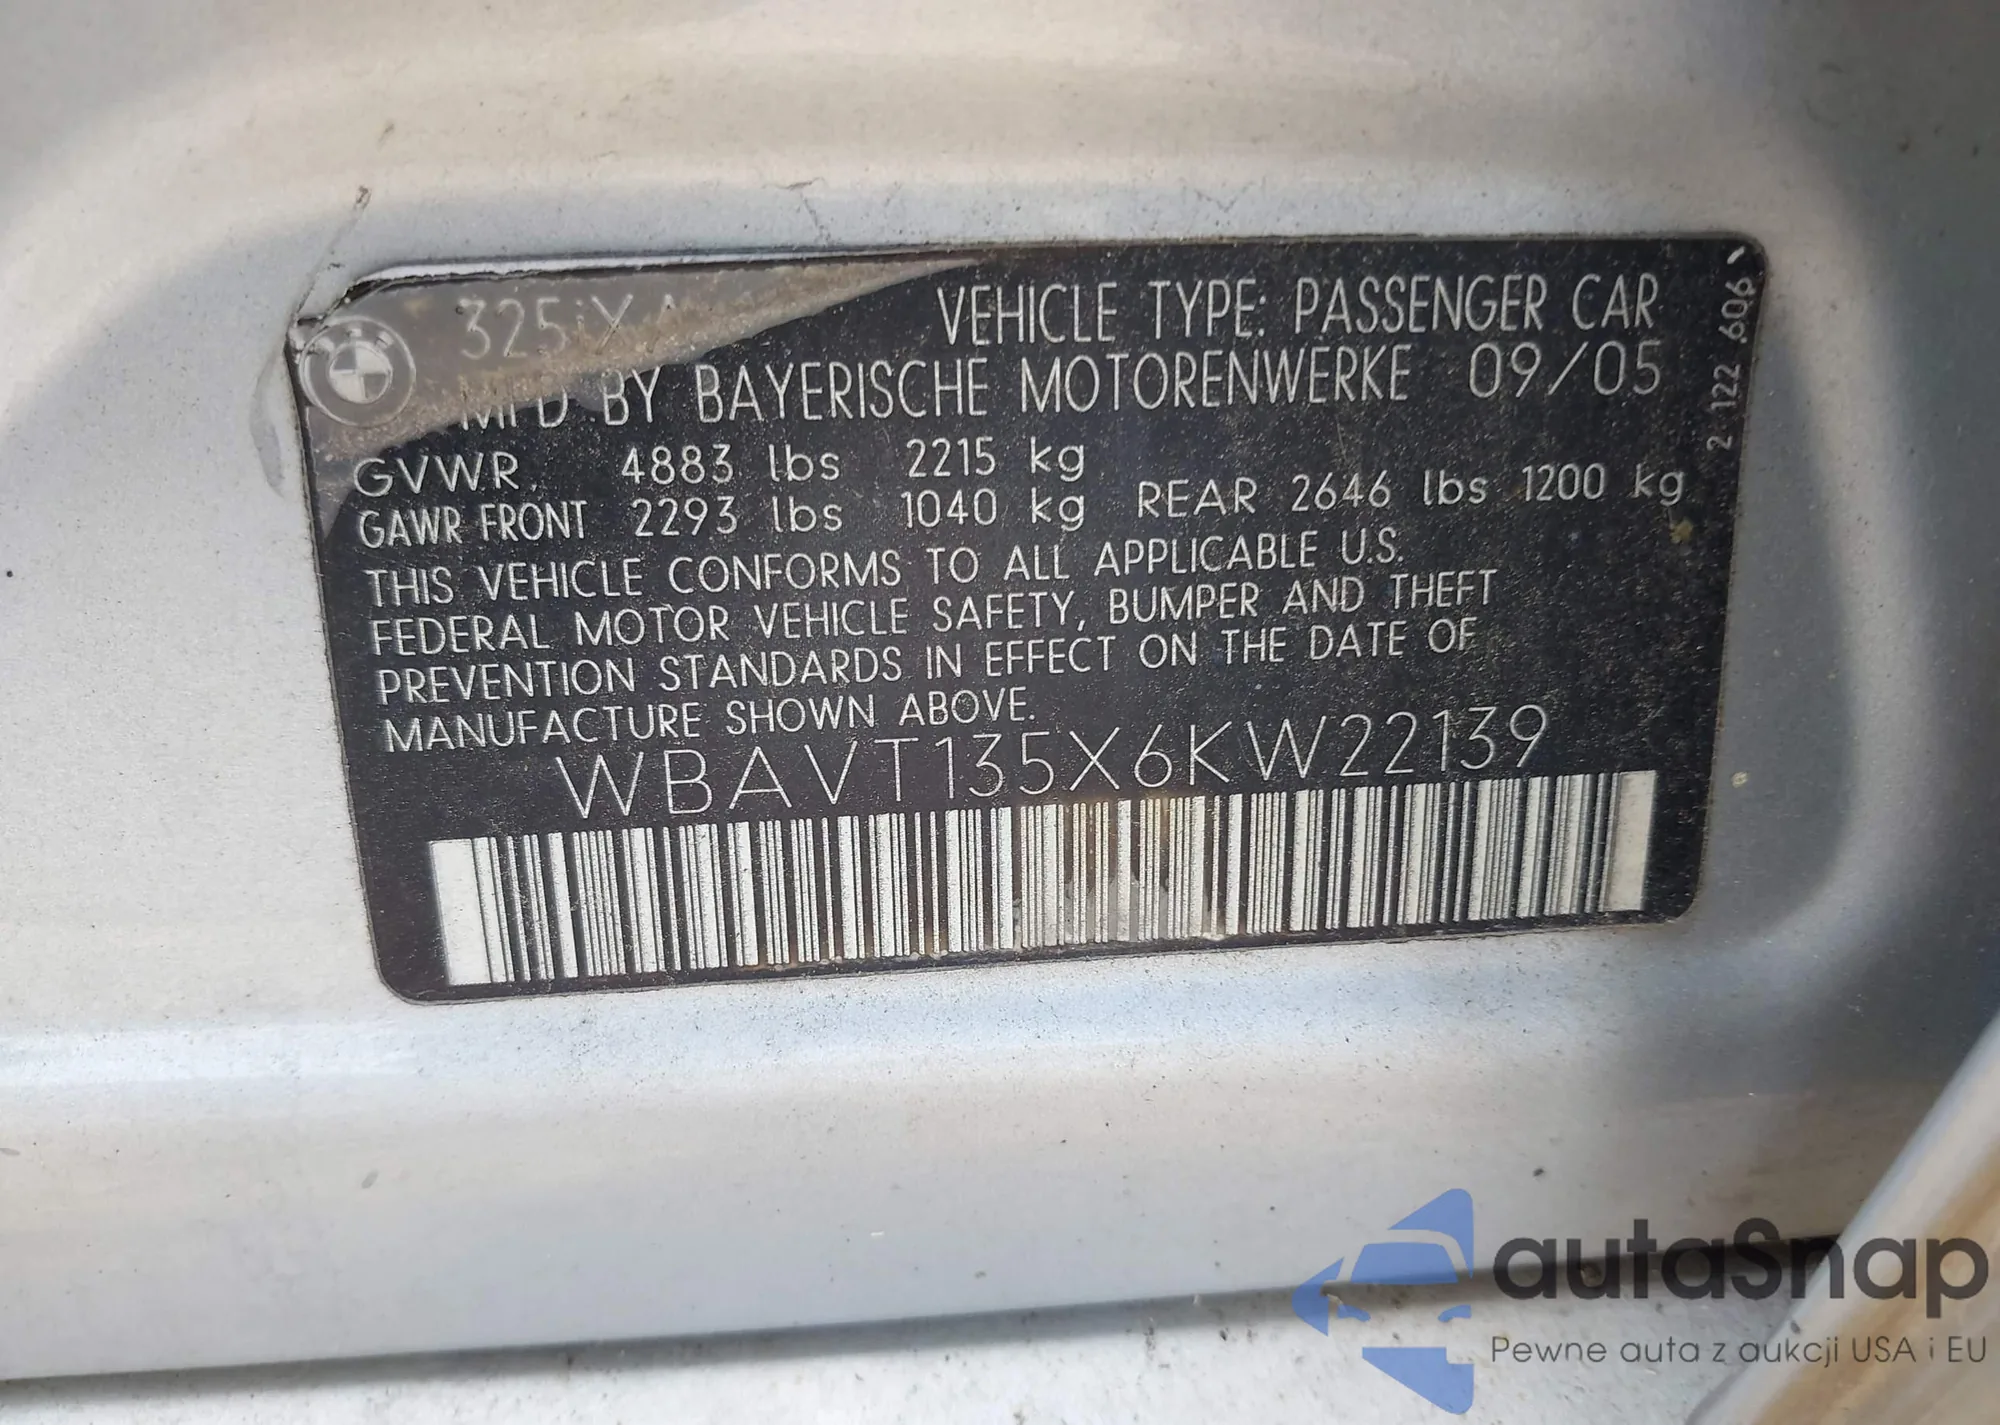 325iXA
VEHICLE TYPE: PASSENGER CAR
MFD BY BAYERISCHE MOTORENWERKE 09/05
GVWR, 4883 lbs 2215 kg
GAWR FRONT 2293 lbs 1040 kg REAR 2646 lbs 1200 kg
THIS VEHICLE CONFORMS TO ALL APPLICABLE U.S.
FEDERAL MOTOR VEHICLE SAFETY, BUMPER AND THEFT
PREVENTION STANDARDS IN EFFECT ON THE DATE OF
MANUFACTURE SHOWN ABOVE.
WBAVT135X6KW22139
2 122 606
autaSnap
Pewne auta z aukcji USA i EU